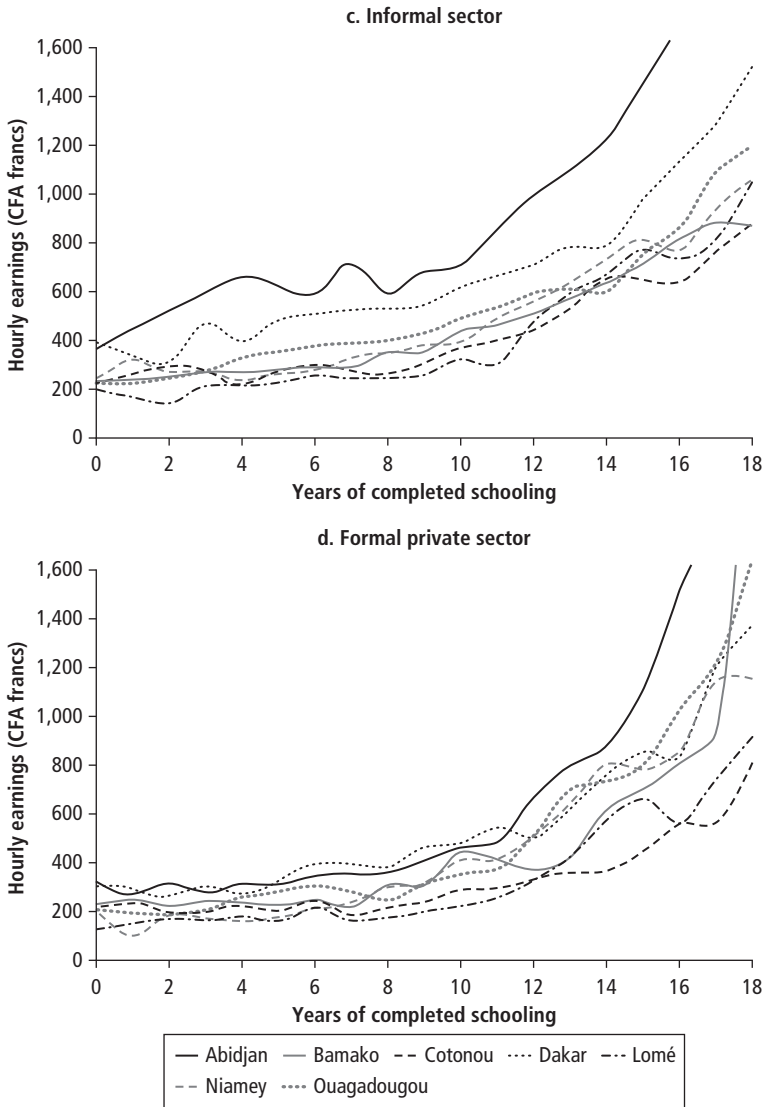 c. Informal sector
1,600
1,400
1,200
1,000
800
600
400
200
0
Hourly earnings (CFA francs)
0 2 4 6 8 10 12 14 16 18
Years of completed schooling
d. Formal private sector
1,600
1,400
1,200
1,000
800
600
400
200
0
Hourly earnings (CFA francs)
0 2 4 6 8 10 12 14 16 18
Years of completed schooling
Abidjan Bamako Cotonou Dakar Lomé
Niamey Ouagadougou